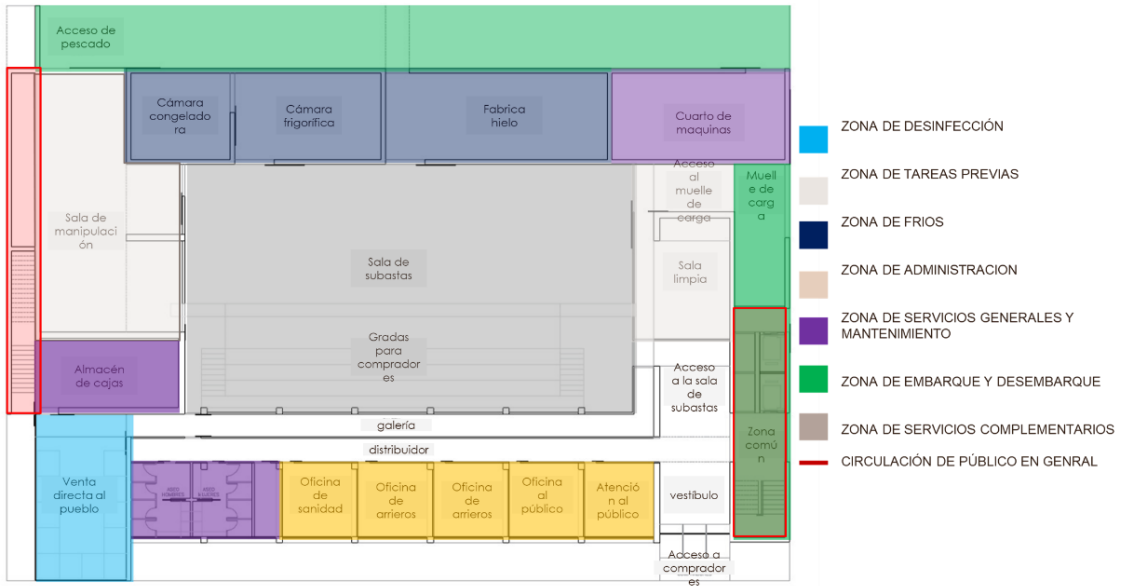 Acceso de
pescado
Cámara
congelado
ra
Cámara
frigorífica
Fabrica
hielo
Cuarto de
maquinas
Acceso
al
muelle
de
carga
Muell
e de
carg
a
Sala de
manipulaci
ón
Sala de
subastas
Sala
limpia
Gradas
para
comprador
es
Almacén
de cajas
Acceso
a la sala
de
subastas
galería
distribuidor
Zona
comú
n
Venta
directa al
pueblo
Oficina
de
sanidad
Oficina
de
arrieros
Oficina
de
arrieros
Oficina
al
público
Atenció
n al
público
vestíbulo
Acceso a
comprador
es
ZONA DE DESINFECCIÓN
ZONA DE TAREAS PREVIAS
ZONA DE FRIOS
ZONA DE ADMINISTRACION
ZONA DE SERVICIOS GENERALES Y
MANTENIMIENTO
ZONA DE EMBARQUE Y DESEMBARQUE
ZONA DE SERVICIOS COMPLEMENTARIOS
CIRCULACIÓN DE PÚBLICO EN GENRAL